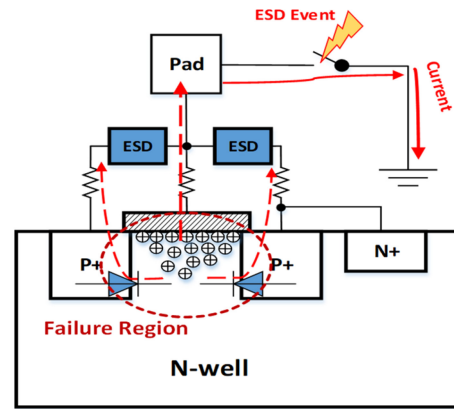 ESD Event
Pad
Current
ESD
ESD
P+
P+
N+
Failure Region
N-well